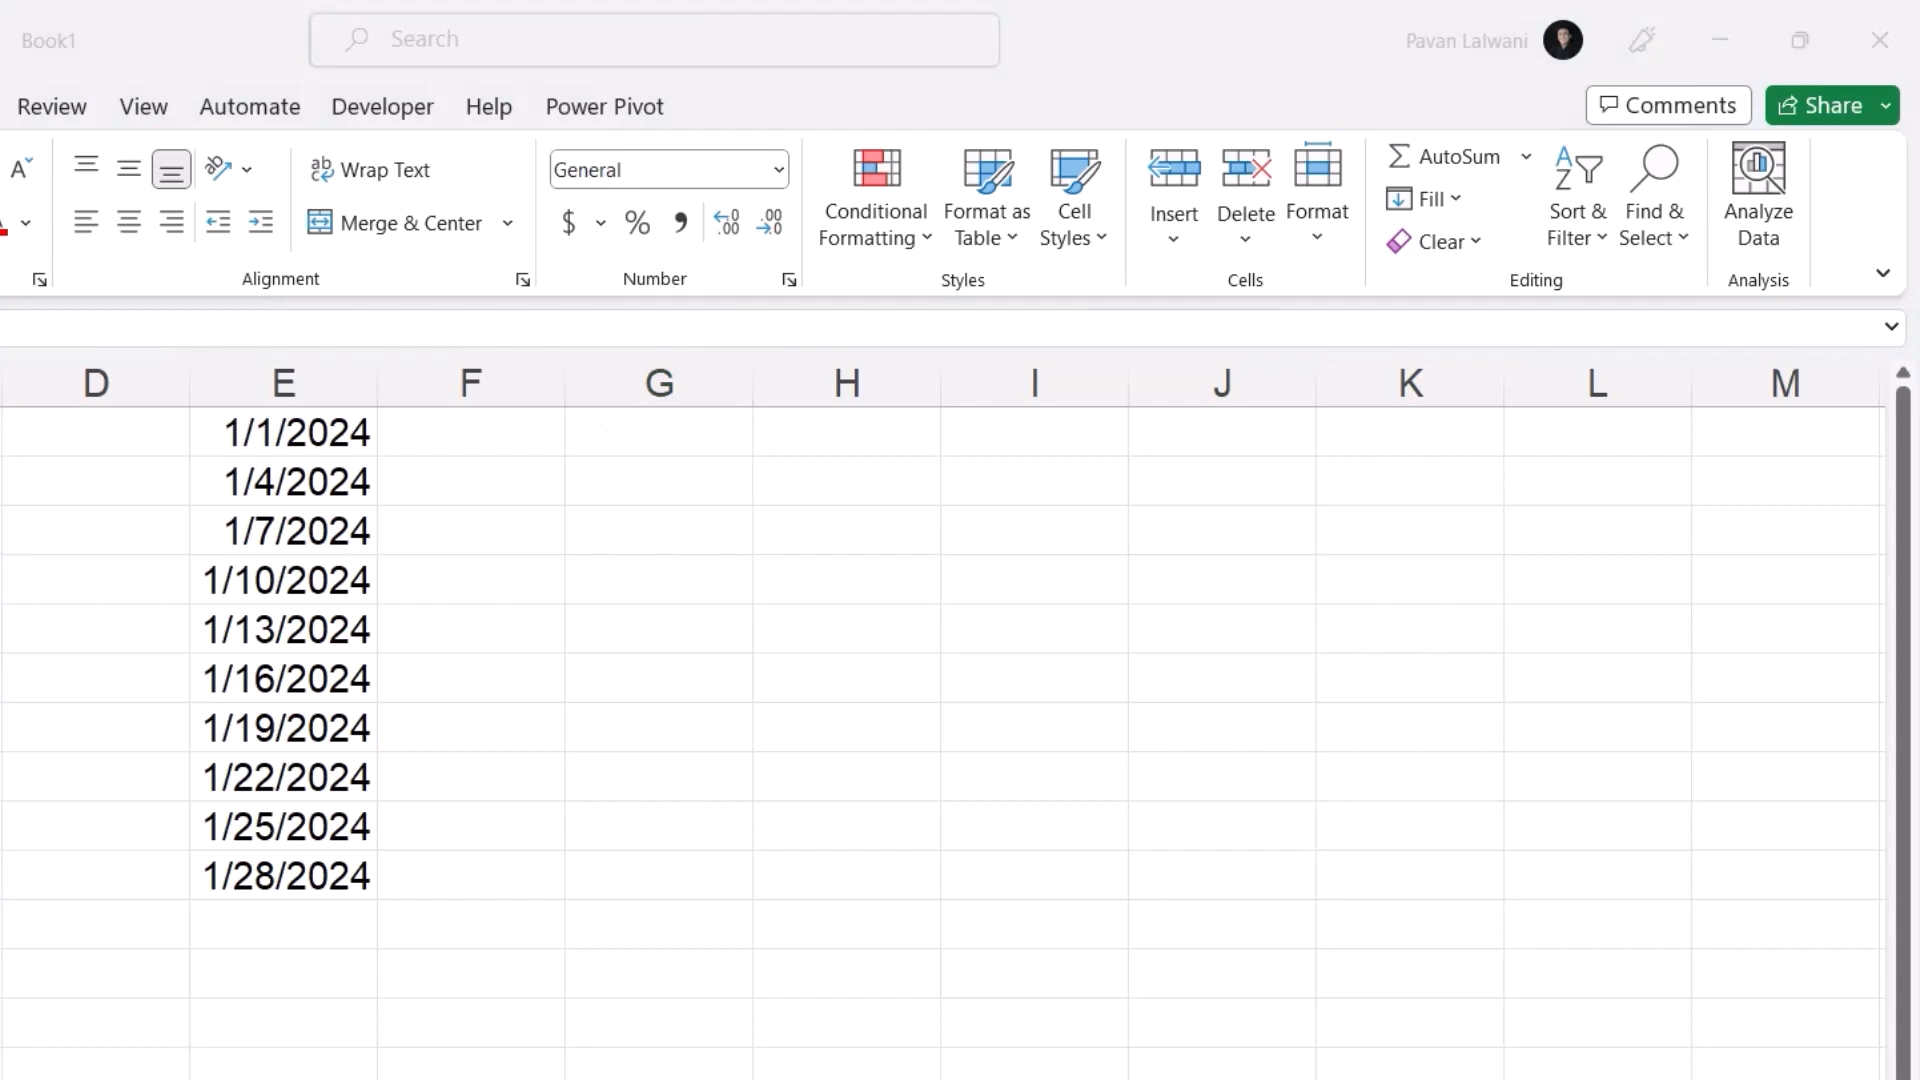 Book1
Search
Pavan Lalwani
Review View Automate Developer Help Power Pivot
Comments
Share
Wrap Text
Merge & Center
General
$ % , .00 .00
Conditional Formatting
Format as Table
Cell Styles
Insert
Delete
Format
AutoSum
Fill
Clear
Sort & Filter
Find & Select
Analyze Data
Alignment Number Styles Cells Editing Analysis
D E F G H I J K L M
1/1/2024
1/4/2024
1/7/2024
1/10/2024
1/13/2024
1/16/2024
1/19/2024
1/22/2024
1/25/2024
1/28/2024